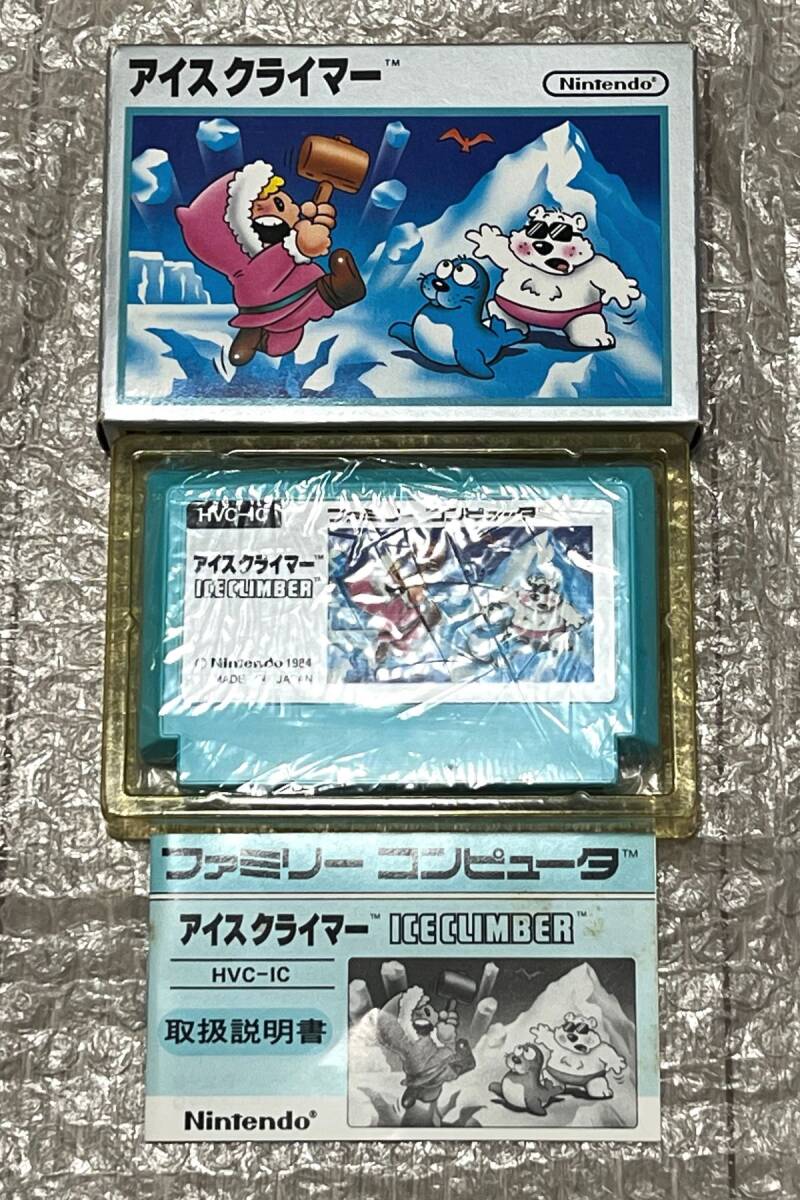 アイスクライマー™
Nintendo®
HVC-IC
ファミリー コンピュータ
アイスクライマー™
ICE CLIMBER™
© Nintendo 1984
MADE IN JAPAN
ファミリー コンピュータ™
アイスクライマー™ ICE CLIMBER™
HVC-IC
取扱説明書
Nintendo®